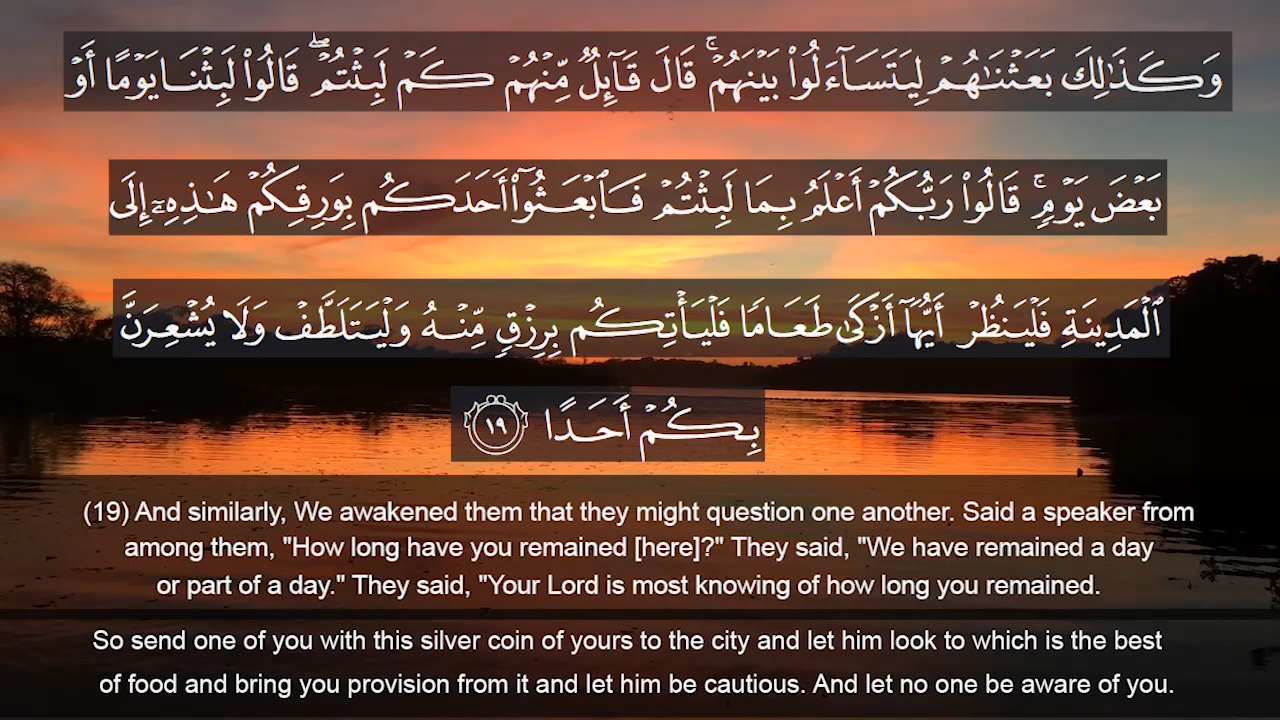 وَكَذَٰلِكَ بَعَثْنَـٰهُمْ لِيَتَسَآءَلُوا۟ بَيْنَهُمْ ۚ قَالَ قَآئِلٌ مِّنْهُمْ كَمْ لَبِثْتُمْ ۖ قَالُوا۟ لَبِثْنَا يَوْمًا أَوْ
بَعْضَ يَوْمٍ ۚ قَالُوا۟ رَبُّكُمْ أَعْلَمُ بِمَا لَبِثْتُمْ فَٱبْعَثُوٓا۟ أَحَدَكُم بِوَرِقِكُمْ هَـٰذِهِۦٓ إِلَى
ٱلْمَدِينَةِ فَلْيَنظُرْ أَيُّهَآ أَزْكَىٰ طَعَامًا فَلْيَأْتِكُم بِرِزْقٍ مِّنْهُ وَلْيَتَلَطَّفْ وَلَا يُشْعِرَنَّ
بِكُمْ أَحَدًا ١٩
(19) And similarly, We awakened them that they might question one another. Said a speaker from
among them, "How long have you remained [here]?" They said, "We have remained a day
or part of a day." They said, "Your Lord is most knowing of how long you remained.
So send one of you with this silver coin of yours to the city and let him look to which is the best
of food and bring you provision from it and let him be cautious. And let no one be aware of you.